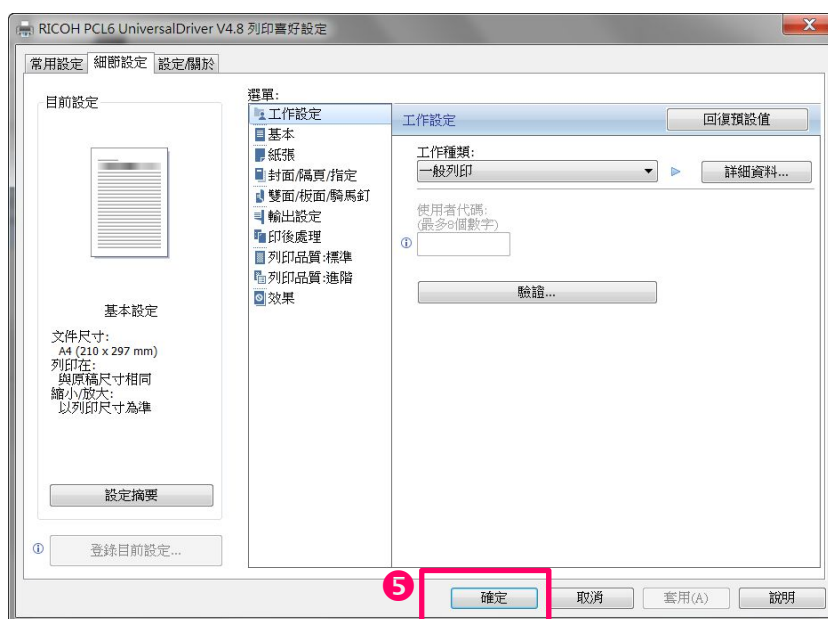 RICOH PCL6 UniversalDriver V4.8 列印喜好設定
常用設定 細節設定 設定/關於
目前設定
基本設定
文件尺寸:
A4 (210 x 297 mm)
列印在:
與原稿尺寸相同
縮小/放大:
以列印尺寸為準
設定摘要
登錄目前設定...
選單:
工作設定
基本
紙張
封面/隔頁/指定
雙面/板面/騎馬釘
輸出設定
印後處理
列印品質:標準
列印品質:進階
效果
工作設定
回復預設值
工作種類:
一般列印
詳細資料...
使用者代碼:
(最多8個數字)
驗證...
5
確定 取消 套用(A) 說明